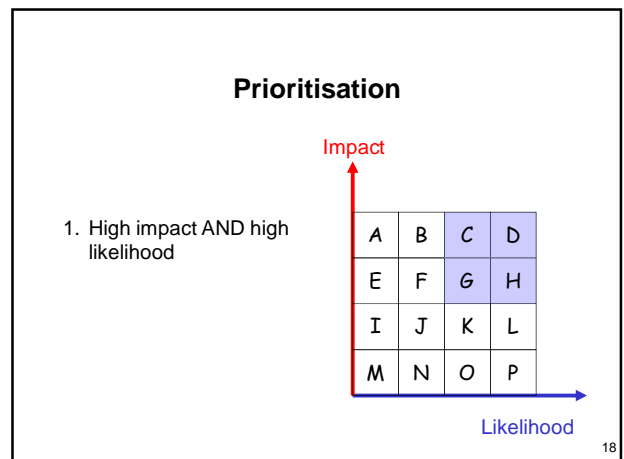 Prioritisation
Impact
1. High impact AND high
likelihood
A B C D
E F G H
I J K L
M N O P
Likelihood
18